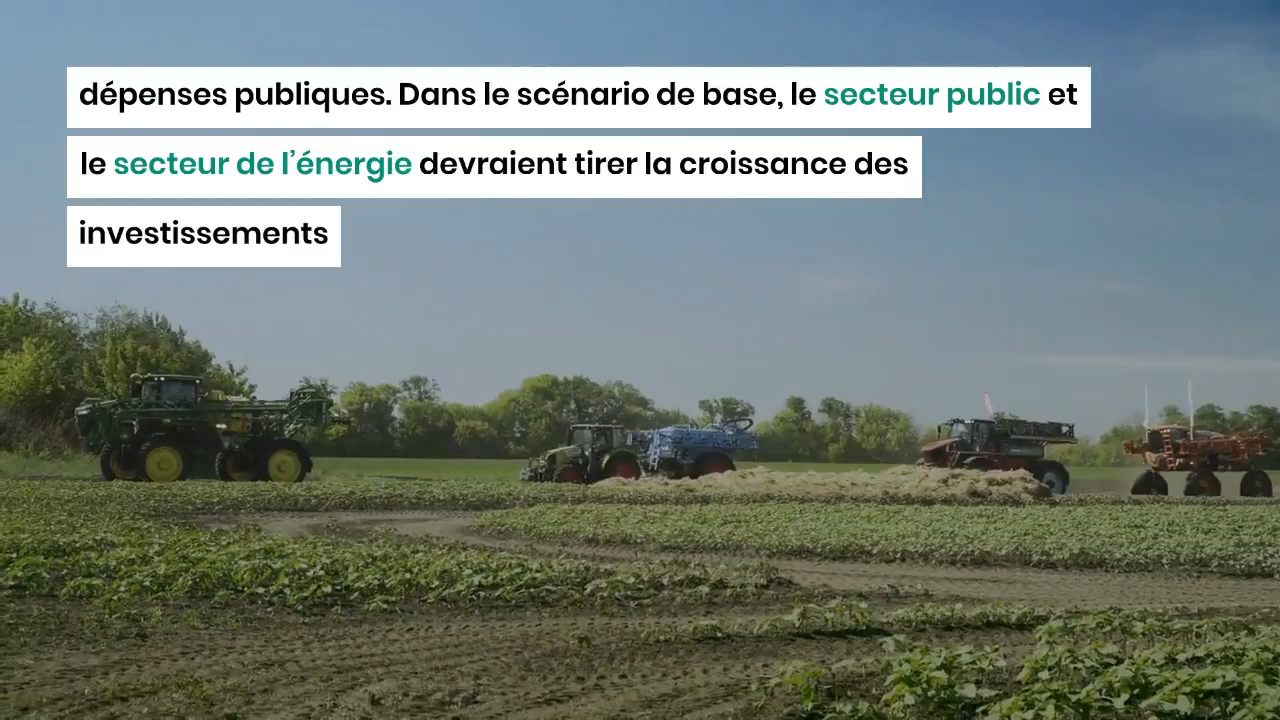 dépenses publiques. Dans le scénario de base, le secteur public et
le secteur de l’énergie devraient tirer la croissance des
investissements